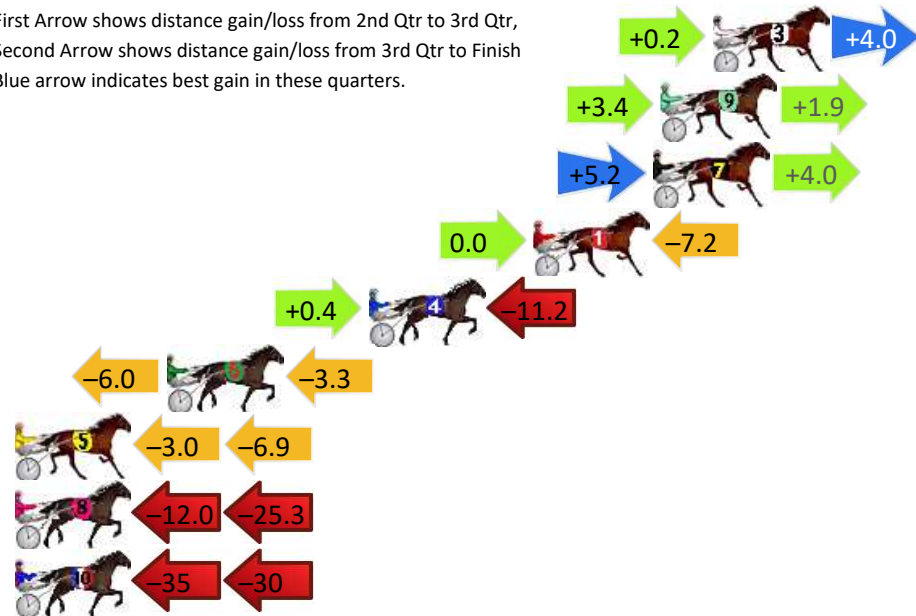 First Arrow shows distance gain/loss from 2nd Qtr to 3rd Qtr,
Second Arrow shows distance gain/loss from 3rd Qtr to Finish
Blue arrow indicates best gain in these quarters.
+0.2 3 +4.0
+3.4 9 +1.9
+5.2 7 +4.0
0.0 1 –7.2
+0.4 4 –11.2
–6.0 –3.3
5 –3.0 –6.9
8 –12.0 –25.3
10 –35 –30